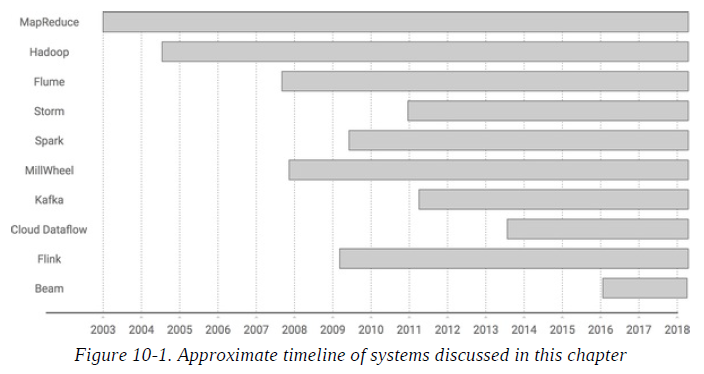 MapReduce
Hadoop
Flume
Storm
Spark
MillWheel
Kafka
Cloud Dataflow
Flink
Beam
2003 2004 2005 2006 2007 2008 2009 2010 2011 2012 2013 2014 2015 2016 2017 2018
Figure 10-1. Approximate timeline of systems discussed in this chapter